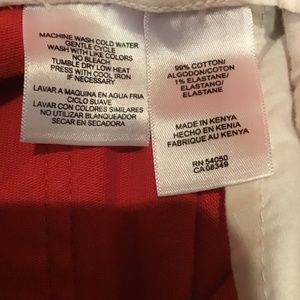 MACHINE WASH COLD WATER
GENTLE CYCLE
WASH WITH LIKE COLORS
NO BLEACH
TUMBLE DRY LOW HEAT
PRESS WITH COOL IRON
IF NECESSARY
LAVAR A MAQUINA EN AGUA FRIA
CICLO SUAVE
LAVAR CON COLORES SIMILARES
NO UTILIZAR BLANQUEADOR
SECAR EN SECADORA
99% COTTON/
ALGODON/COTON
1% ELASTANE/
ELASTANO/
ELASTANE
MADE IN KENYA
HECHO EN KENIA
FABRIQUE AU KENYA
RN 54050
CA 08349